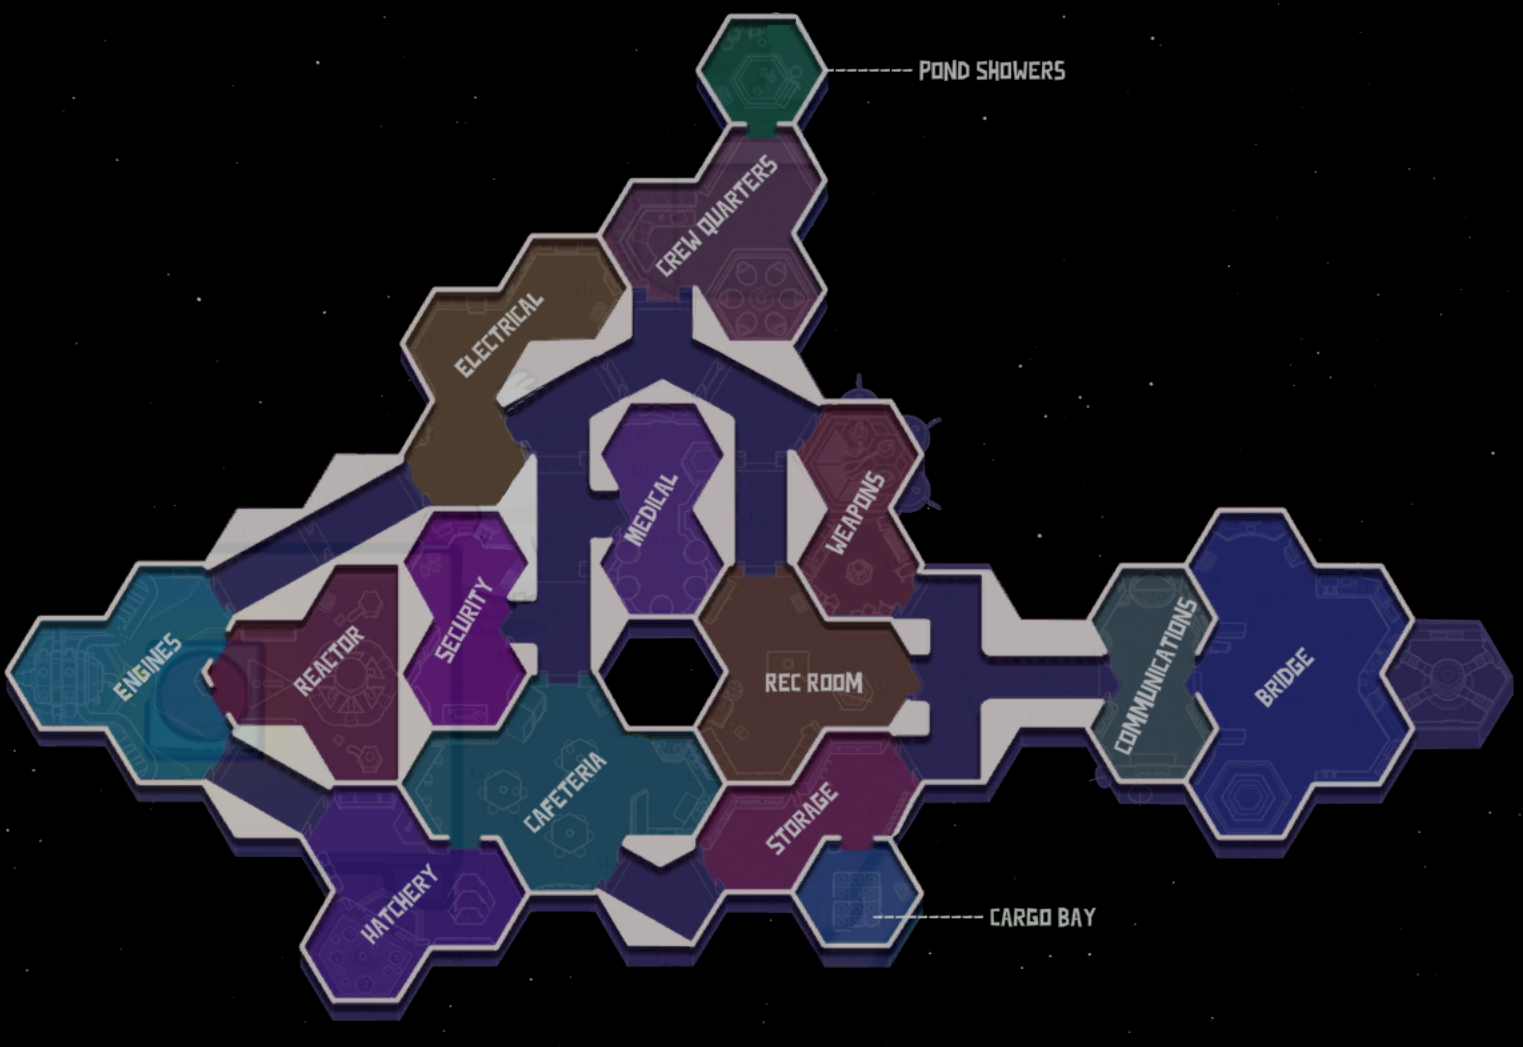 POND SHOWERS
CREW QUARTERS
ELECTRICAL
MEDICAL
WEAPONS
SECURITY
ENGINES
REACTOR
REC ROOM
COMMUNICATIONS
BRIDGE
CAFETERIA
STORAGE
HATCHERY
CARGO BAY